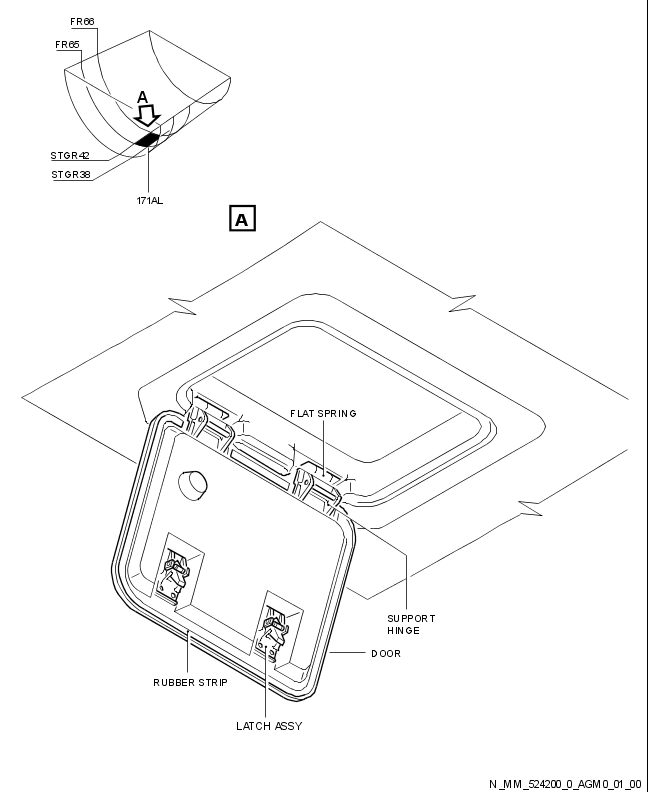 FR66
FR65
A
STGR42
STGR38
171AL
A
FLAT SPRING
SUPPORT
HINGE
DOOR
RUBBER STRIP
LATCH ASSY
N_MM_524200_0_AGM0_01_00